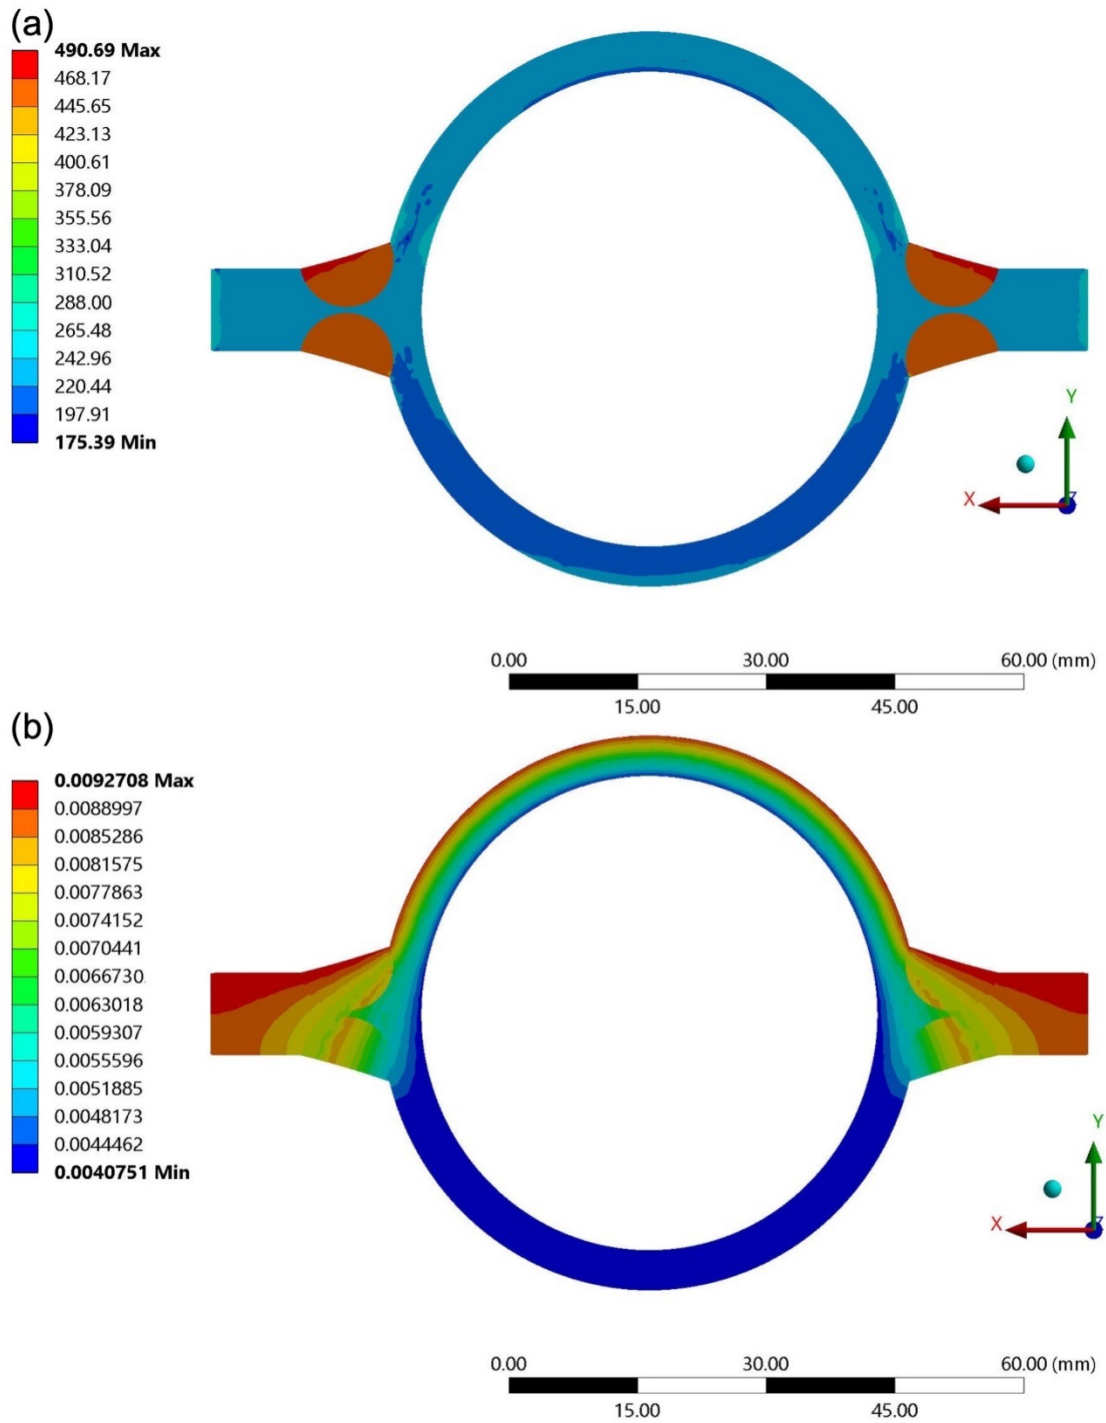 (a)
490.69 Max
468.17
445.65
423.13
400.61
378.09
355.56
333.04
310.52
288.00
265.48
242.96
220.44
197.91
175.39 Min
Y
X
Z
0.00 30.00 60.00 (mm)
15.00 45.00
(b)
0.0092708 Max
0.0088997
0.0085286
0.0081575
0.0077863
0.0074152
0.0070441
0.0066730
0.0063018
0.0059307
0.0055596
0.0051885
0.0048173
0.0044462
0.0040751 Min
Y
X
Z
0.00 30.00 60.00 (mm)
15.00 45.00